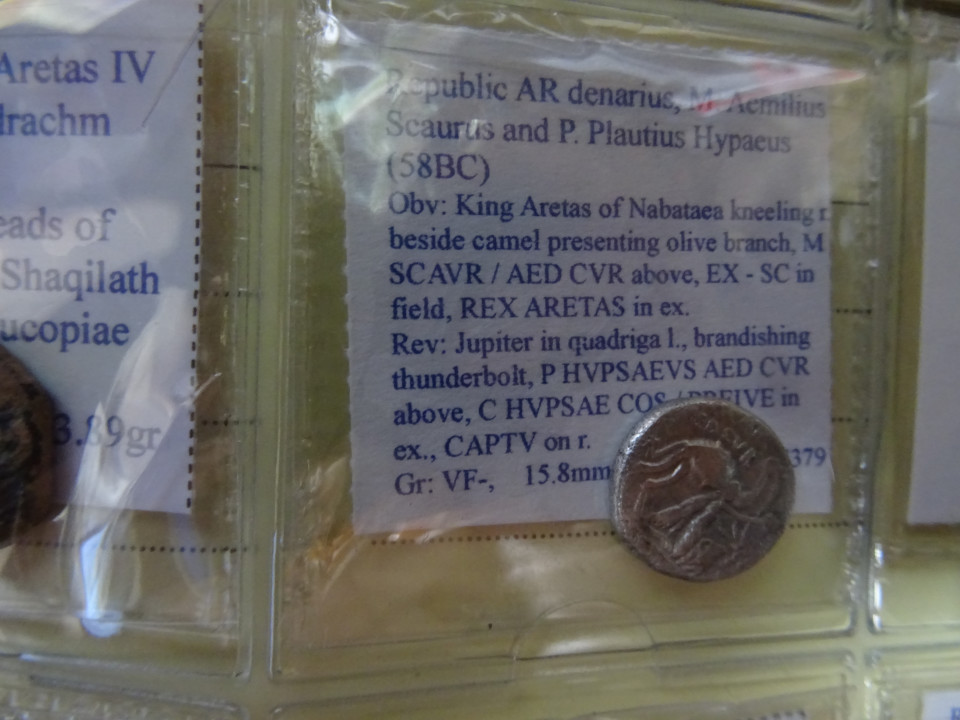 Aretas IV
drachm
eads of
Shaqilath
ucopiae
3.89gr
Republic AR denarius, M. Aemilius
Scaurus and P. Plautius Hypaeus
(58BC)
Obv: King Aretas of Nabataea kneeling r.
beside camel presenting olive branch, M
SCAVR / AED CVR above, EX - SC in
field, REX ARETAS in ex.
Rev: Jupiter in quadriga l., brandishing
thunderbolt, P HVPSAEVS AED CVR
above, C HVPSAE COS / PREIVE in
ex., CAPTV on r.
Gr: VF-, 15.8mm 379